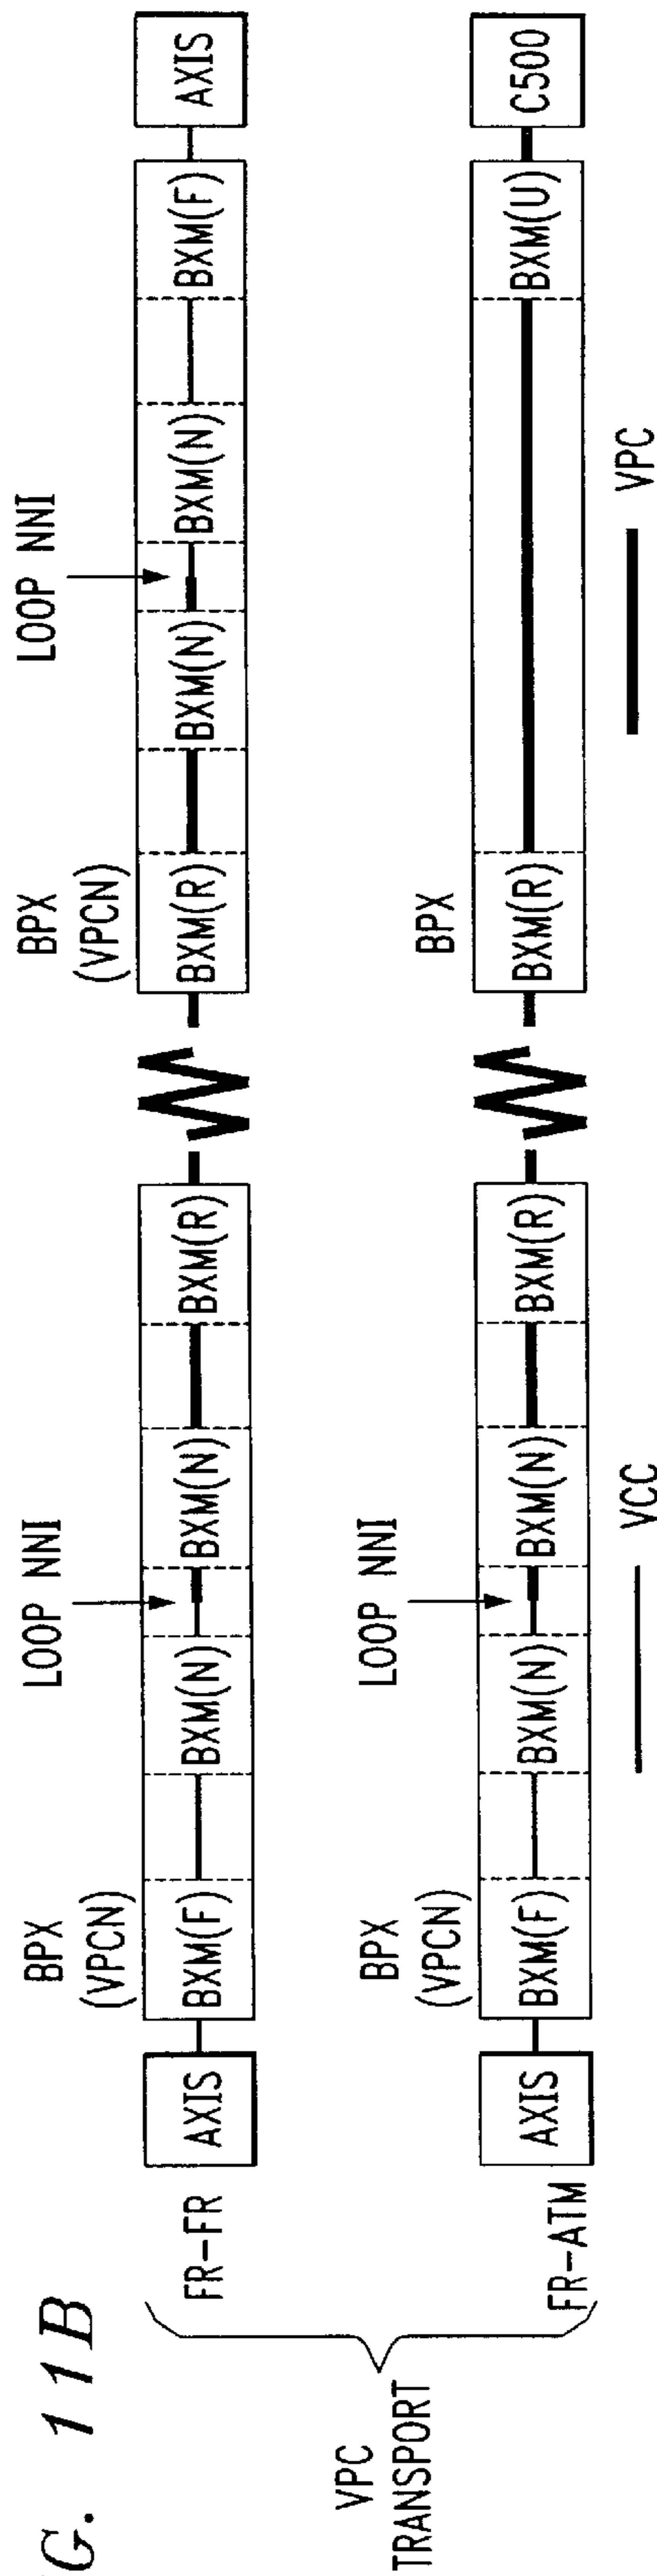 G. 11B
VPC
TRANSPORT
FR-FR
AXIS
BPX
(VPCN)
BXM(F)
BXM(N)
LOOP NNI
BXM(N)
BXM(R)
BPX
(VPCN)
BXM(R)
BXM(N)
LOOP NNI
BXM(N)
BXM(F)
AXIS
FR-ATM
AXIS
BPX
(VPCN)
BXM(F)
BXM(N)
LOOP NNI
BXM(N)
BXM(R)
BPX
BXM(R)
BXM(U)
C500
VCC
VPC